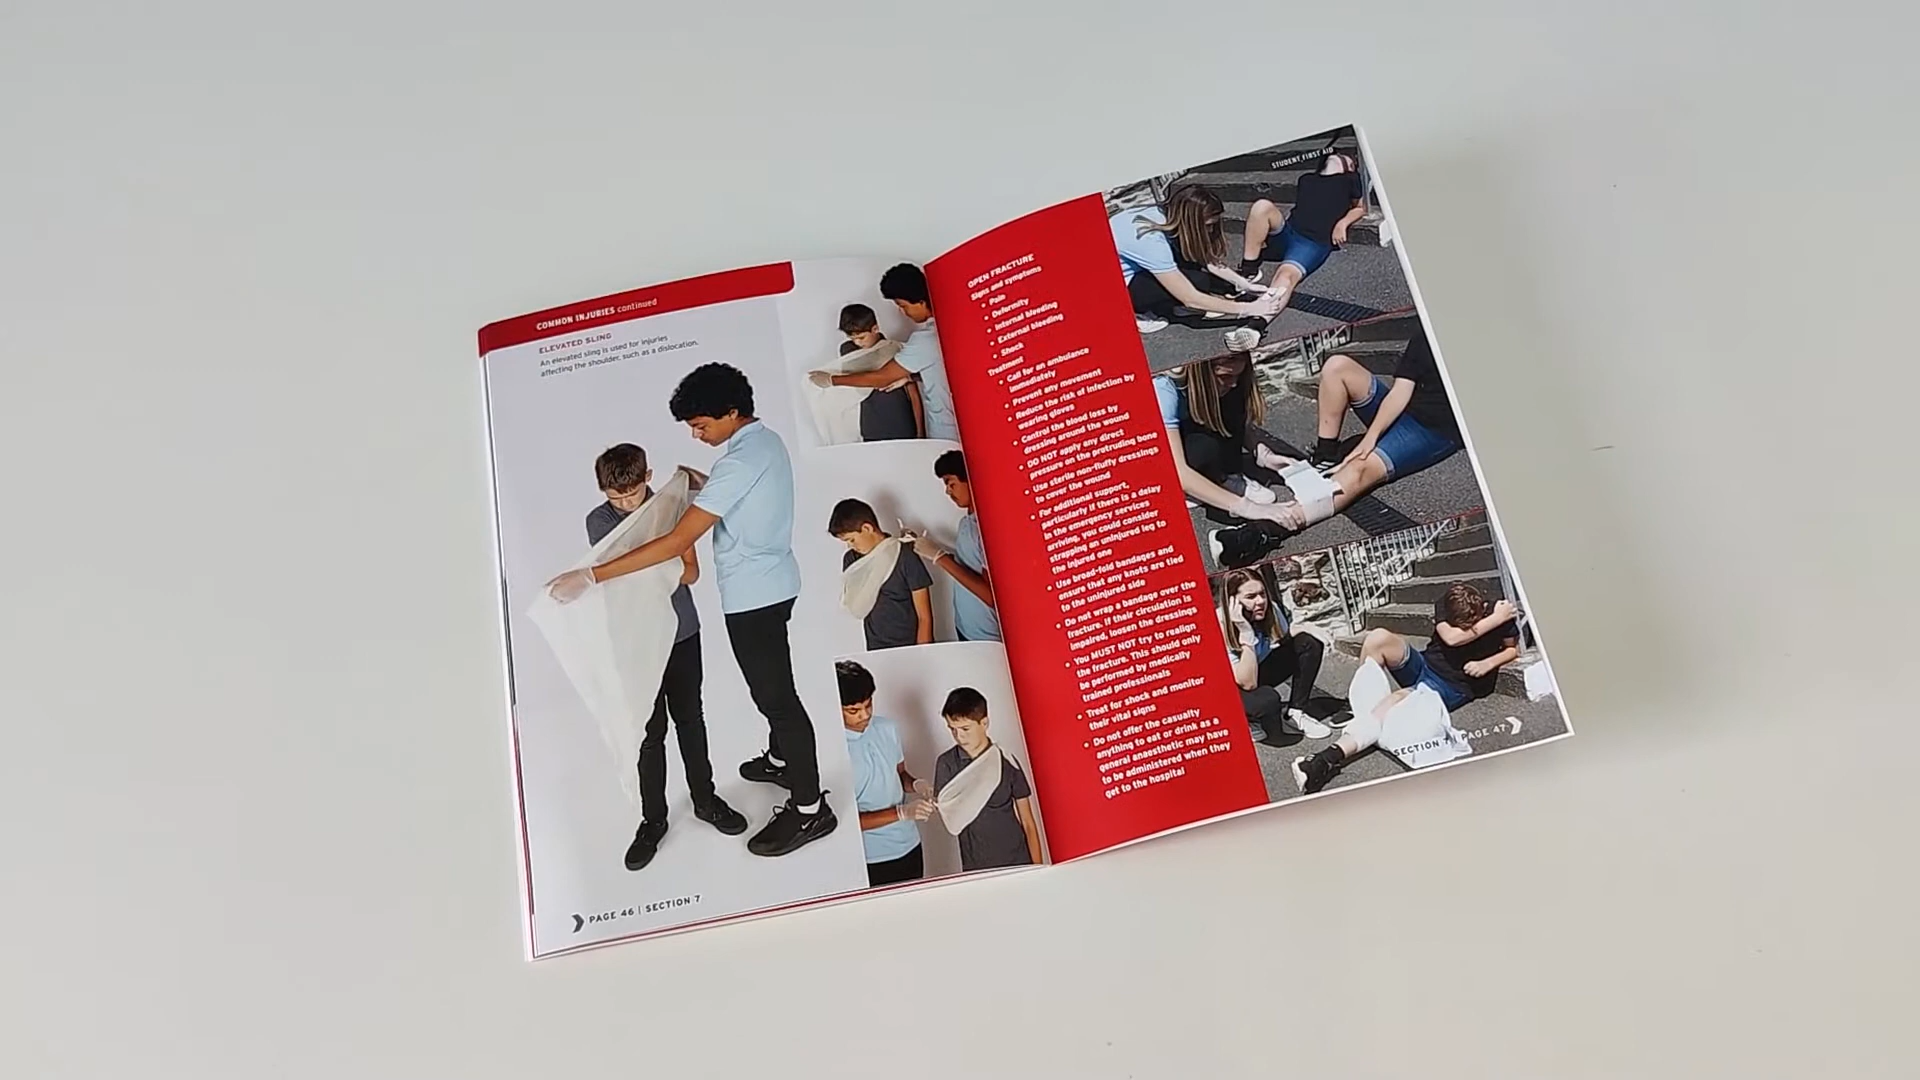 COMMON INJURIES continued
ELEVATED SLING
An elevated sling is used for injuries
affecting the shoulder, such as a dislocation.
PAGE 46 | SECTION 7
STUDENT FIRST AID
OPEN FRACTURE
Signs and symptoms
• Pain
• Deformity
• Internal bleeding
• External bleeding
• Shock
Treatment
• Call for an ambulance
immediately
• Prevent any movement
• Reduce the risk of infection by
wearing gloves
• Control the blood loss by
dressing around the wound
• DO NOT apply any direct
pressure on the protruding bone
• Use sterile non-fluffy dressings
to cover the wound
• For additional support,
particularly if there is a delay
in the emergency services
arriving, you could consider
strapping an uninjured leg to
the injured one
• Use broad-fold bandages and
ensure that any knots are tied
to the uninjured side
• Do not wrap a bandage over the
fracture. If their circulation is
impaired, loosen the dressings
• You MUST NOT try to realign
the fracture. This should only
be performed by medically
trained professionals
• Treat for shock and monitor
their vital signs
• Do not offer the casualty
anything to eat or drink as a
general anaesthetic may have
to be administered when they
get to the hospital
SECTION 7 | PAGE 47